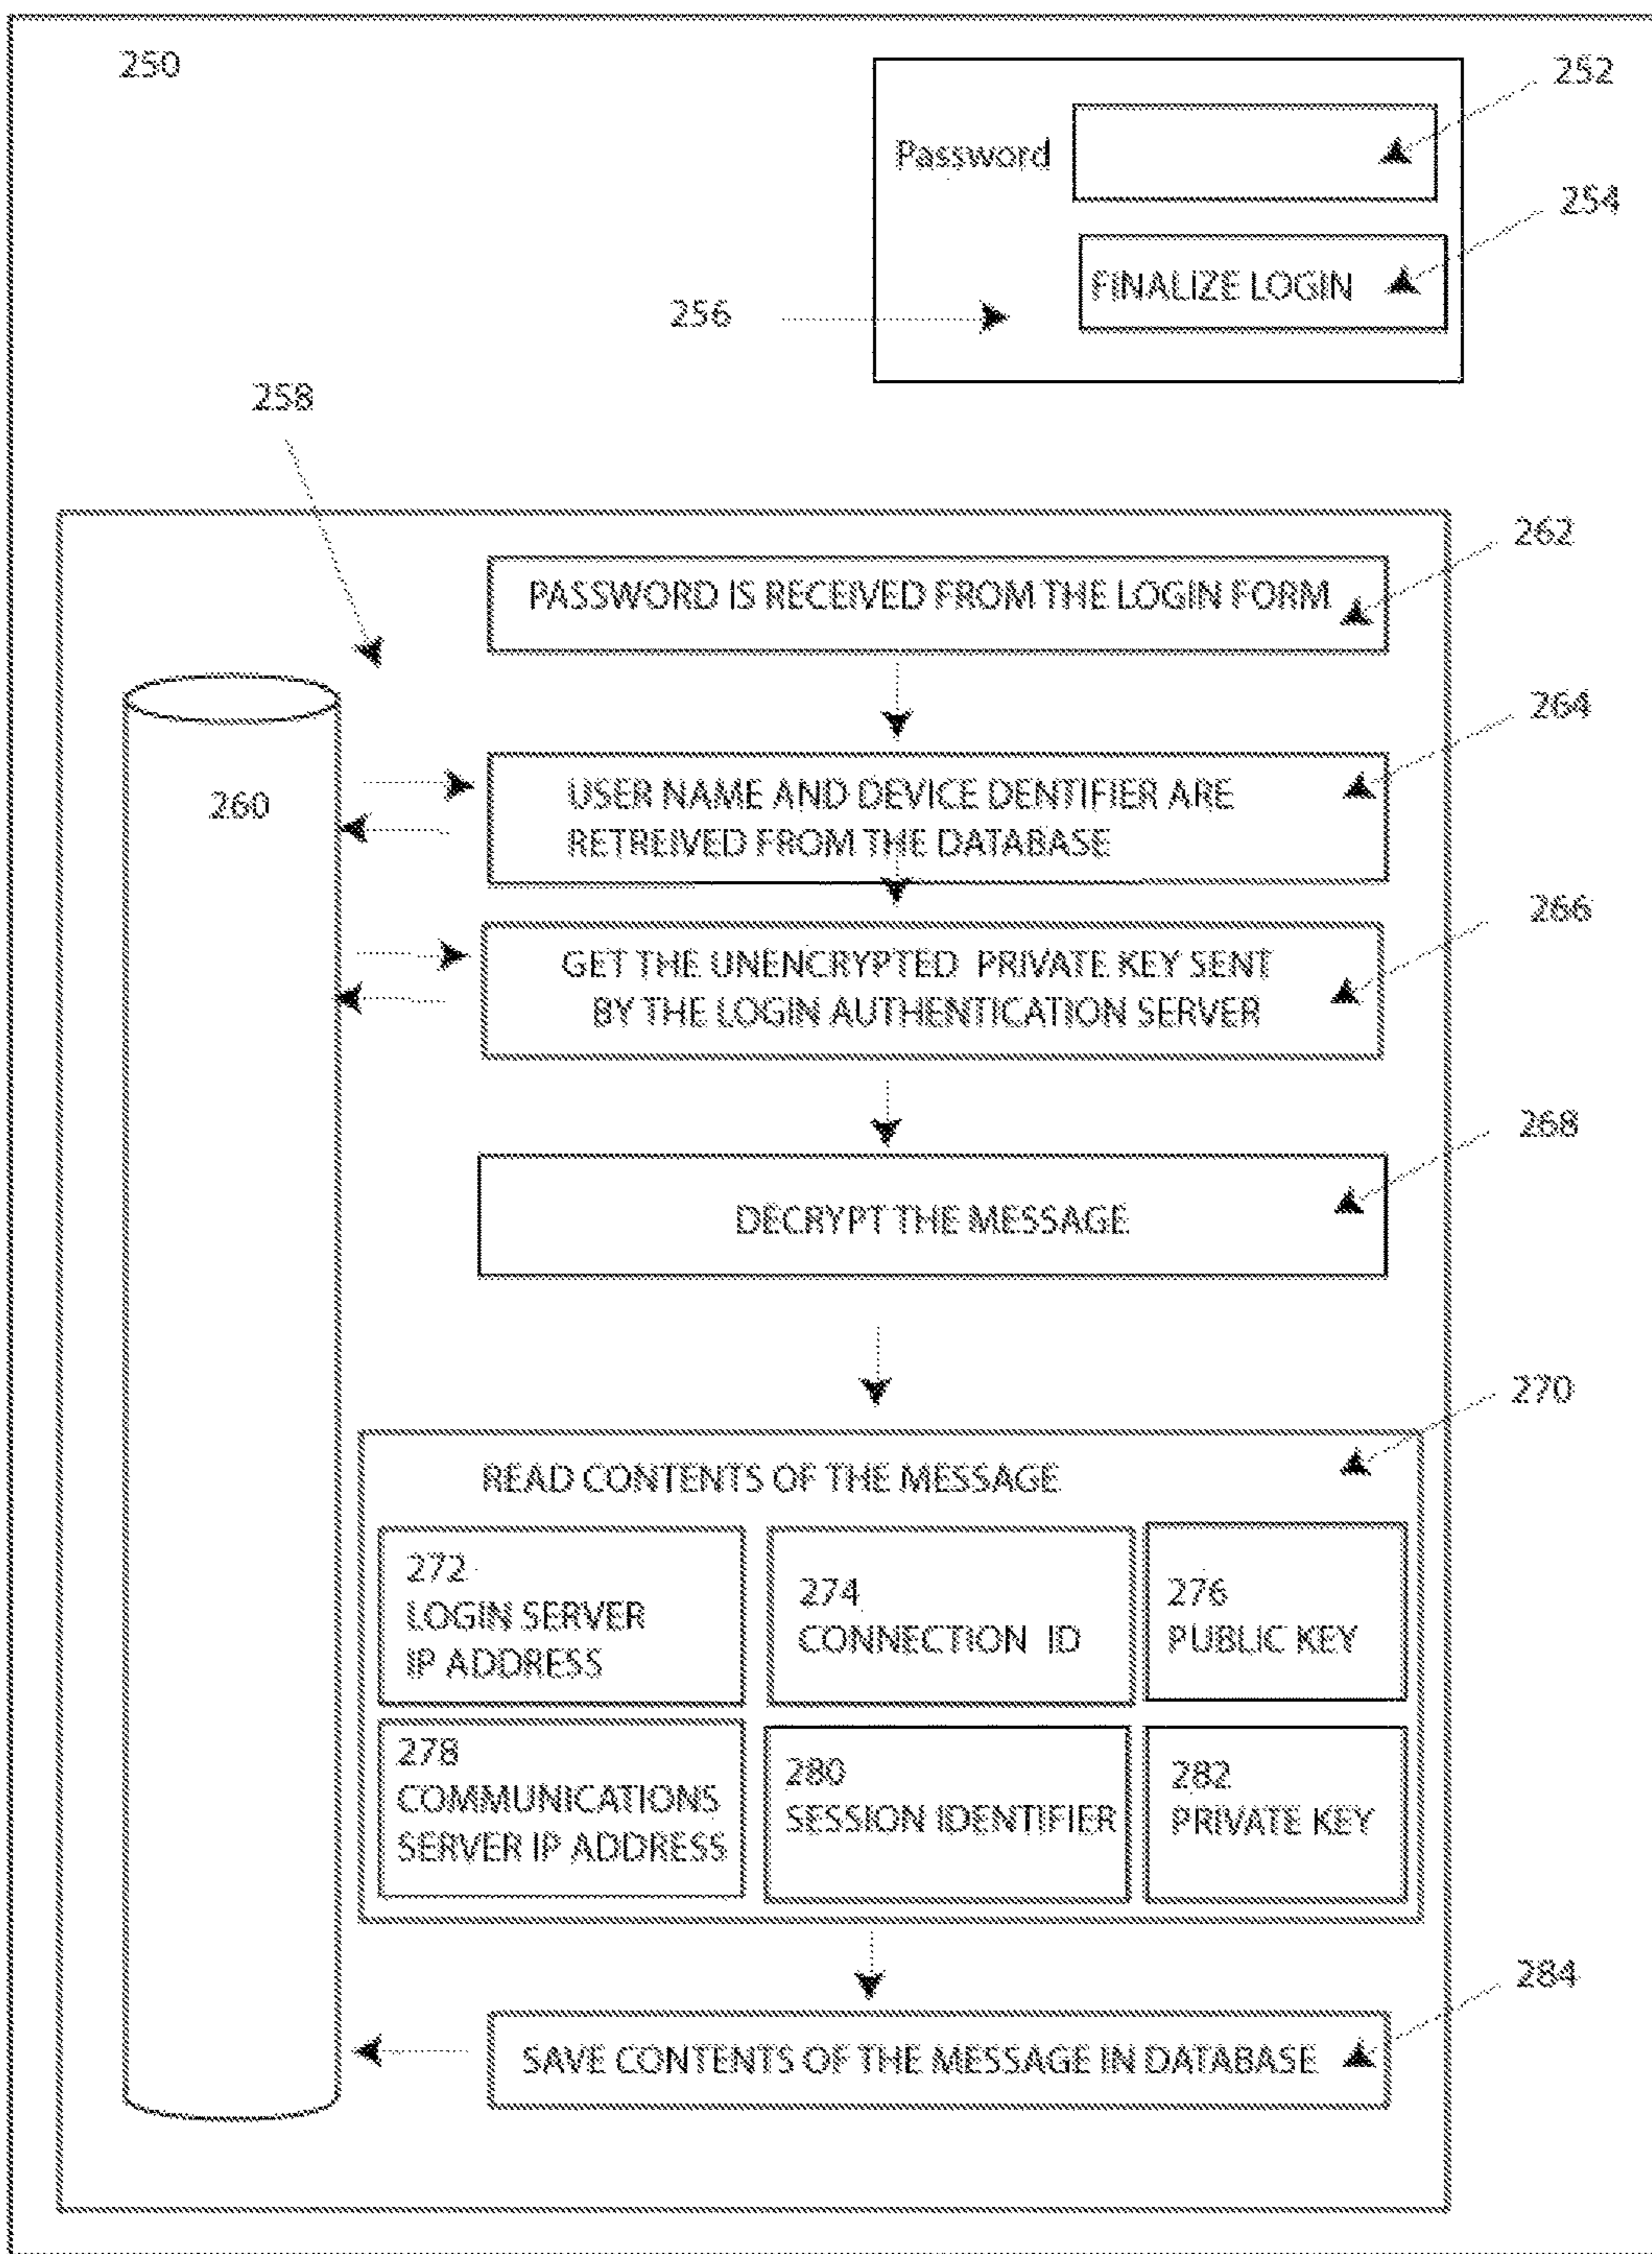 250
252
Password
254
FINALIZE LOGIN
256
258
262
PASSWORD IS RECEIVED FROM THE LOGIN FORM
264
260
USER NAME AND DEVICE DENTIFIER ARE
RETREIVED FROM THE DATABASE
266
GET THE UNENCRYPTED PRIVATE KEY SENT
BY THE LOGIN AUTHENTICATION SERVER
268
DECRYPT THE MESSAGE
270
READ CONTENTS OF THE MESSAGE
272
LOGIN SERVER
IP ADDRESS
274
CONNECTION ID
276
PUBLIC KEY
278
COMMUNICATIONS
SERVER IP ADDRESS
280
SESSION IDENTIFIER
282
PRIVATE KEY
284
SAVE CONTENTS OF THE MESSAGE IN DATABASE